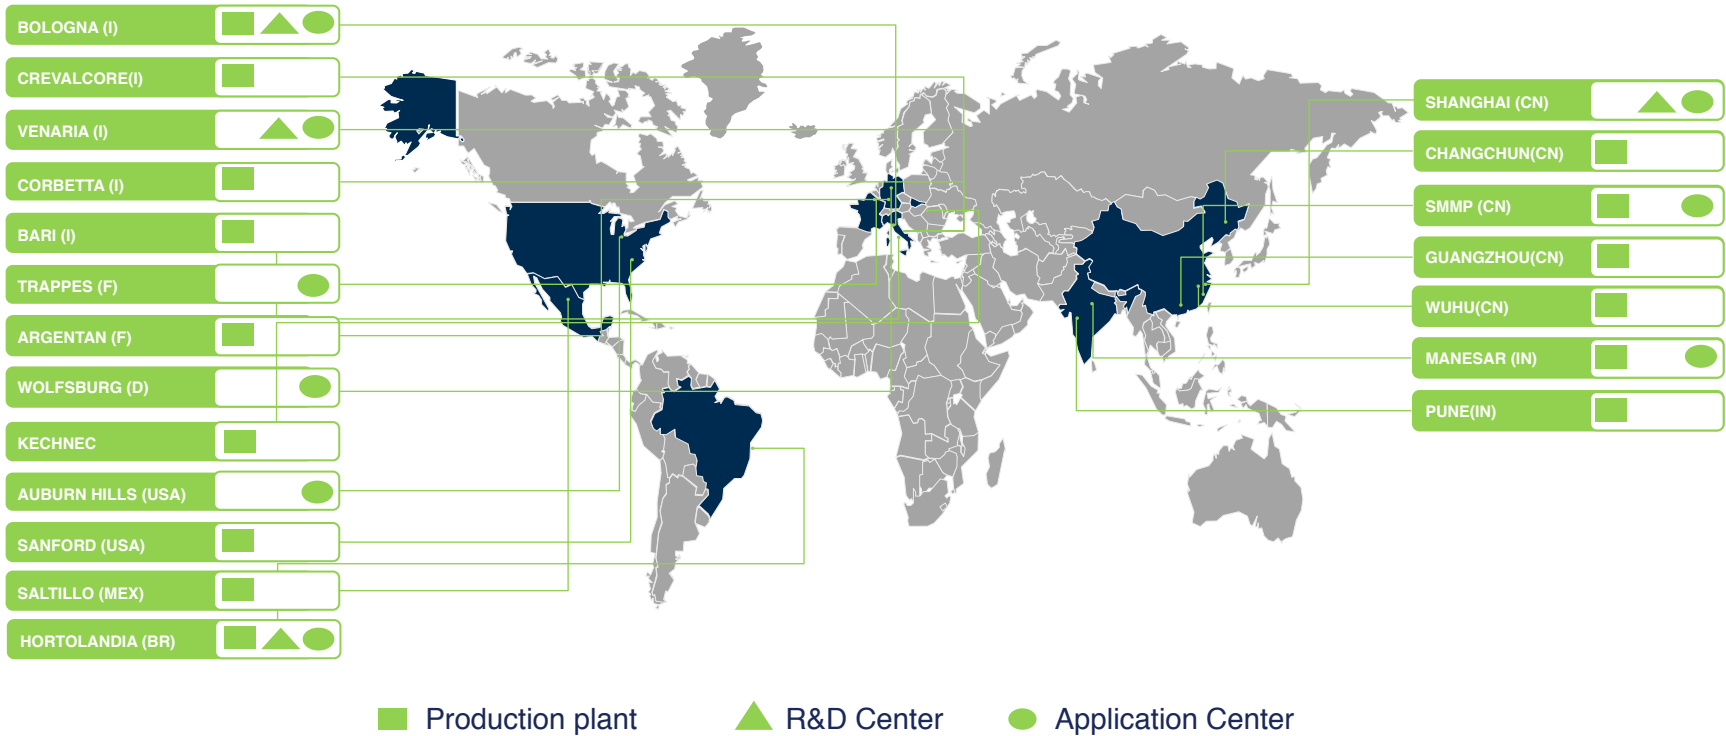 BOLOGNA (I)
CREVALCORE(I)
VENARIA (I)
CORBETTA (I)
BARI (I)
TRAPPES (F)
ARGENTAN (F)
WOLFSBURG (D)
KECHNEC
AUBURN HILLS (USA)
SANFORD (USA)
SALTILLO (MEX)
HORTOLANDIA (BR)
SHANGHAI (CN)
CHANGCHUN(CN)
SMMP (CN)
GUANGZHOU(CN)
WUHU(CN)
MANESAR (IN)
PUNE(IN)
Production plant
R&D Center
Application Center